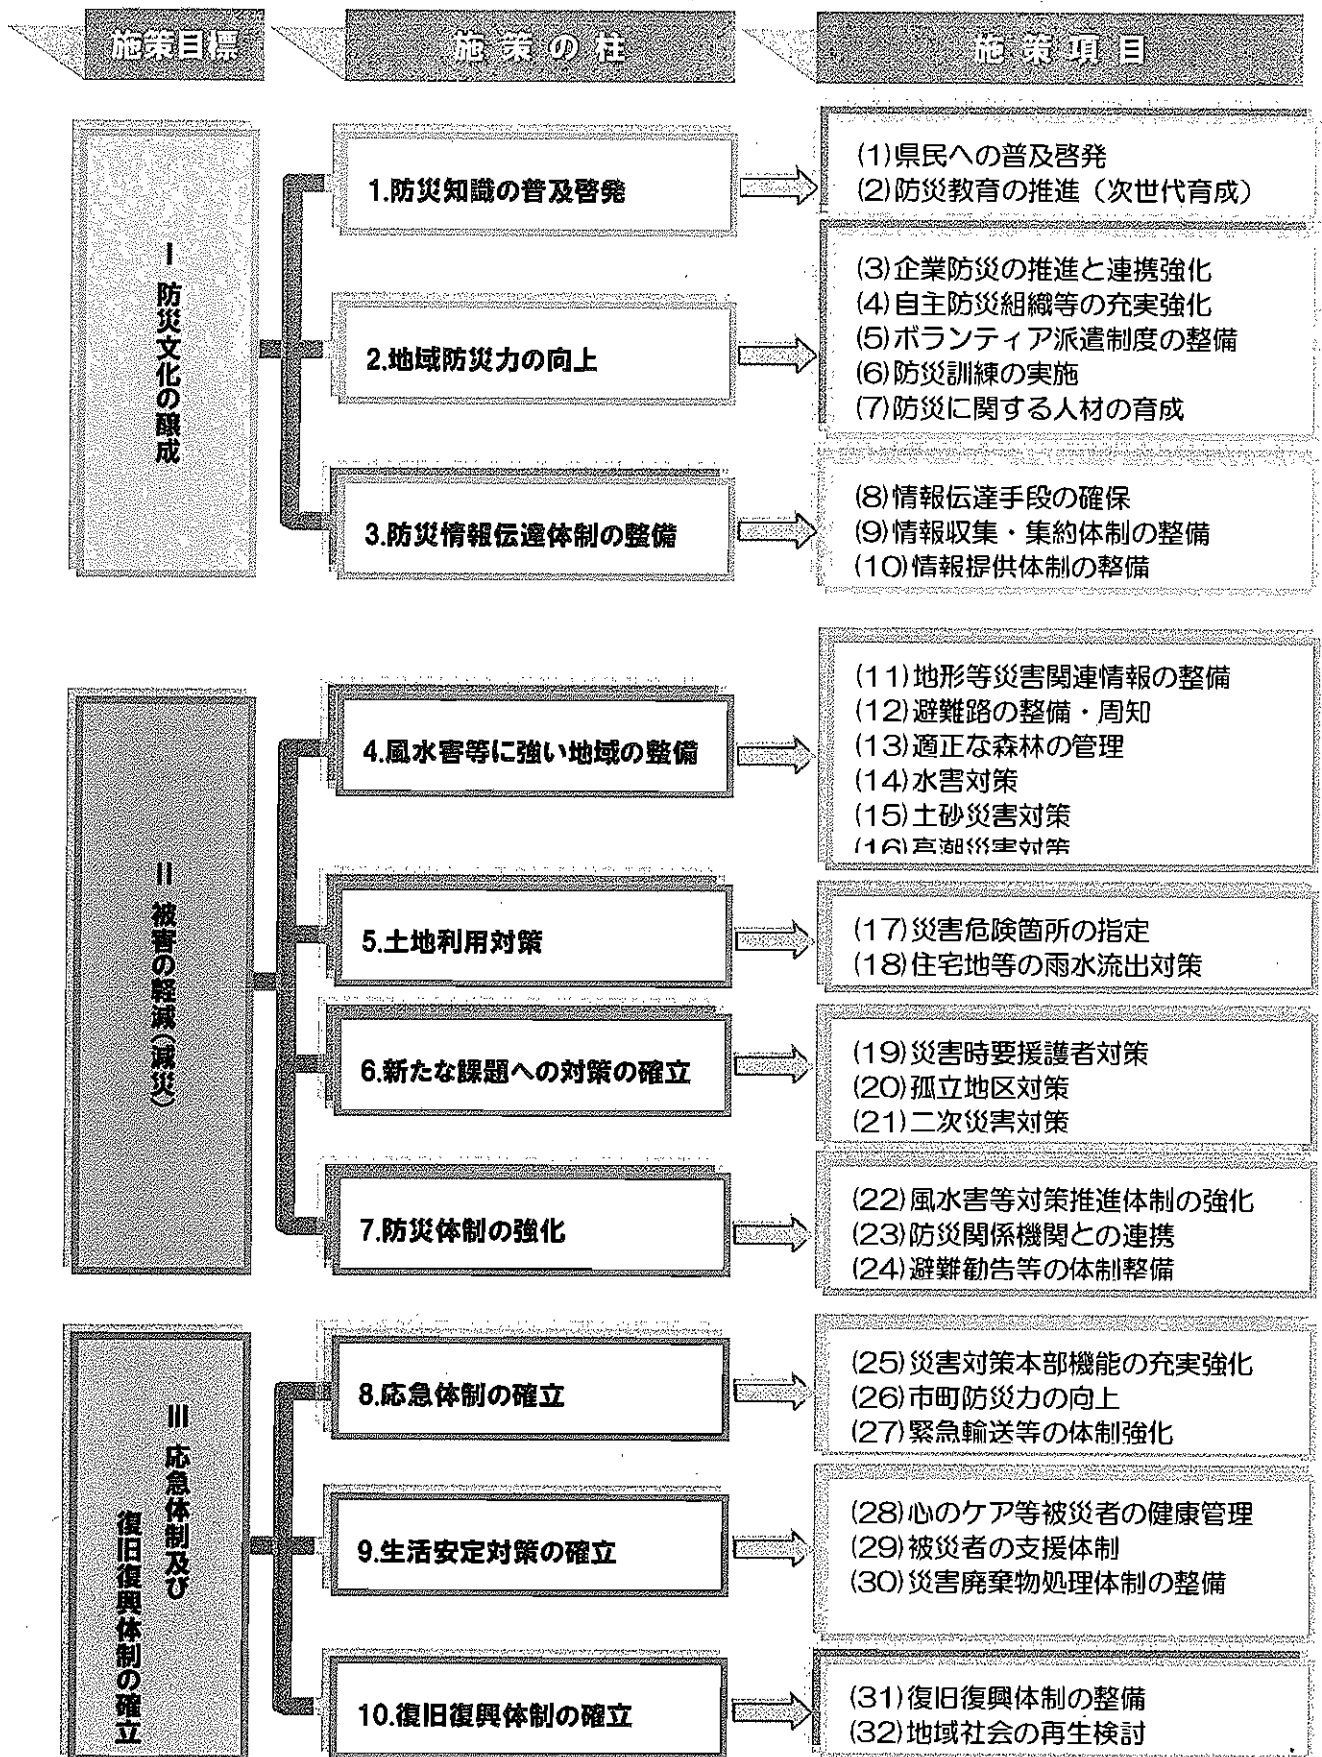 施策目標
施策の柱
施策項目
Ⅰ 防災文化の醸成
1.防災知識の普及啓発
(1)県民への普及啓発
(2)防災教育の推進（次世代育成）
2.地域防災力の向上
(3)企業防災の推進と連携強化
(4)自主防災組織等の充実強化
(5)ボランティア派遣制度の整備
(6)防災訓練の実施
(7)防災に関する人材の育成
3.防災情報伝達体制の整備
(8)情報伝達手段の確保
(9)情報収集・集約体制の整備
(10)情報提供体制の整備
Ⅱ 被害の軽減（減災）
4.風水害等に強い地域の整備
(11)地形等災害関連情報の整備
(12)避難路の整備・周知
(13)適正な森林の管理
(14)水害対策
(15)土砂災害対策
(16)高潮災害対策
5.土地利用対策
(17)災害危険箇所の指定
(18)住宅地等の雨水流出対策
6.新たな課題への対策の確立
(19)災害時要援護者対策
(20)孤立地区対策
(21)二次災害対策
7.防災体制の強化
(22)風水害等対策推進体制の強化
(23)防災関係機関との連携
(24)避難勧告等の体制整備
Ⅲ 応急体制及び
復旧復興体制の確立
8.応急体制の確立
(25)災害対策本部機能の充実強化
(26)市町防災力の向上
(27)緊急輸送等の体制強化
9.生活安定対策の確立
(28)心のケア等被災者の健康管理
(29)被災者の支援体制
(30)災害廃棄物処理体制の整備
10.復旧復興体制の確立
(31)復旧復興体制の整備
(32)地域社会の再生検討